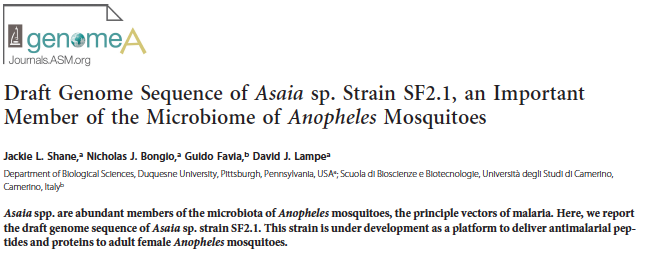 genomeA
Journals.ASM.org
Draft Genome Sequence of Asaia sp. Strain SF2.1, an Important
Member of the Microbiome of Anopheles Mosquitoes
Jackie L. Shane,ª Nicholas J. Bongio,ª Guido Favia,ᵇ David J. Lampeª
Department of Biological Sciences, Duquesne University, Pittsburgh, Pennsylvania, USAª; Scuola di Bioscienze e Biotecnologie, Università degli Studi di Camerino,
Camerino, Italyᵇ
Asaia spp. are abundant members of the microbiota of Anopheles mosquitoes, the principle vectors of malaria. Here, we report
the draft genome sequence of Asaia sp. strain SF2.1. This strain is under development as a platform to deliver antimalarial pep-
tides and proteins to adult female Anopheles mosquitoes.